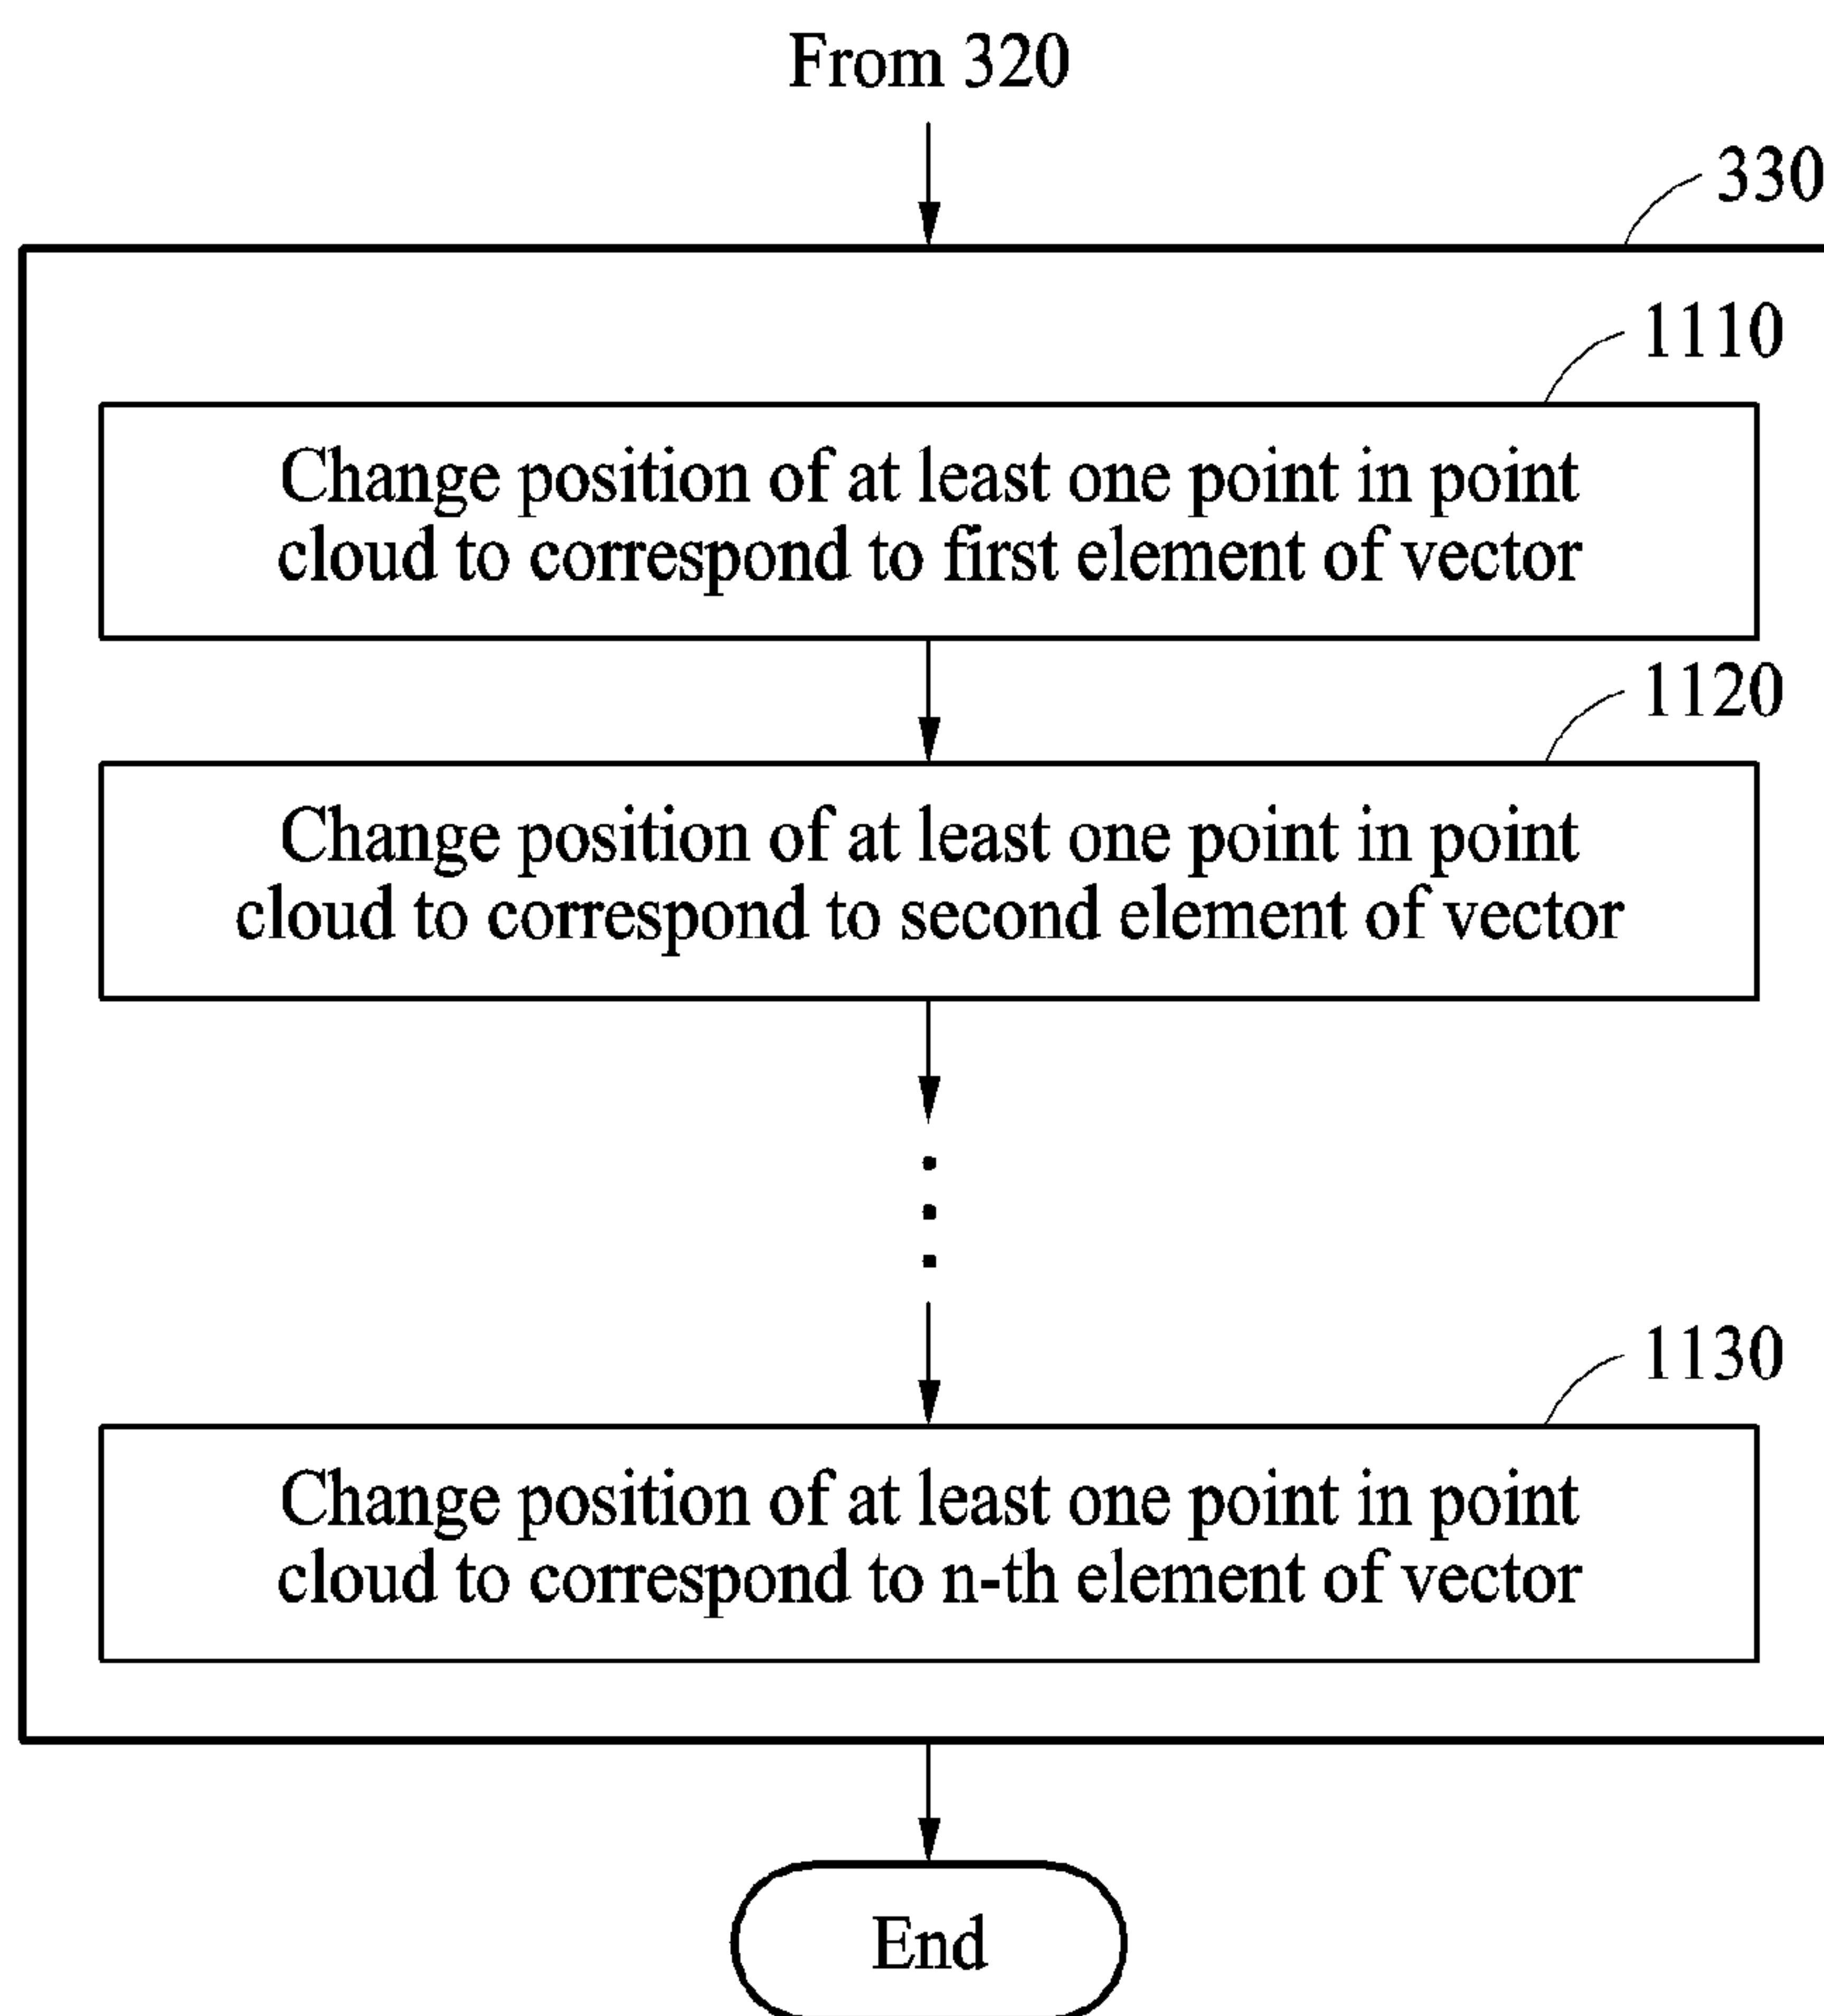 From 320
330
1110
Change position of at least one point in point
cloud to correspond to first element of vector
1120
Change position of at least one point in point
cloud to correspond to second element of vector
1130
Change position of at least one point in point
cloud to correspond to n-th element of vector
End